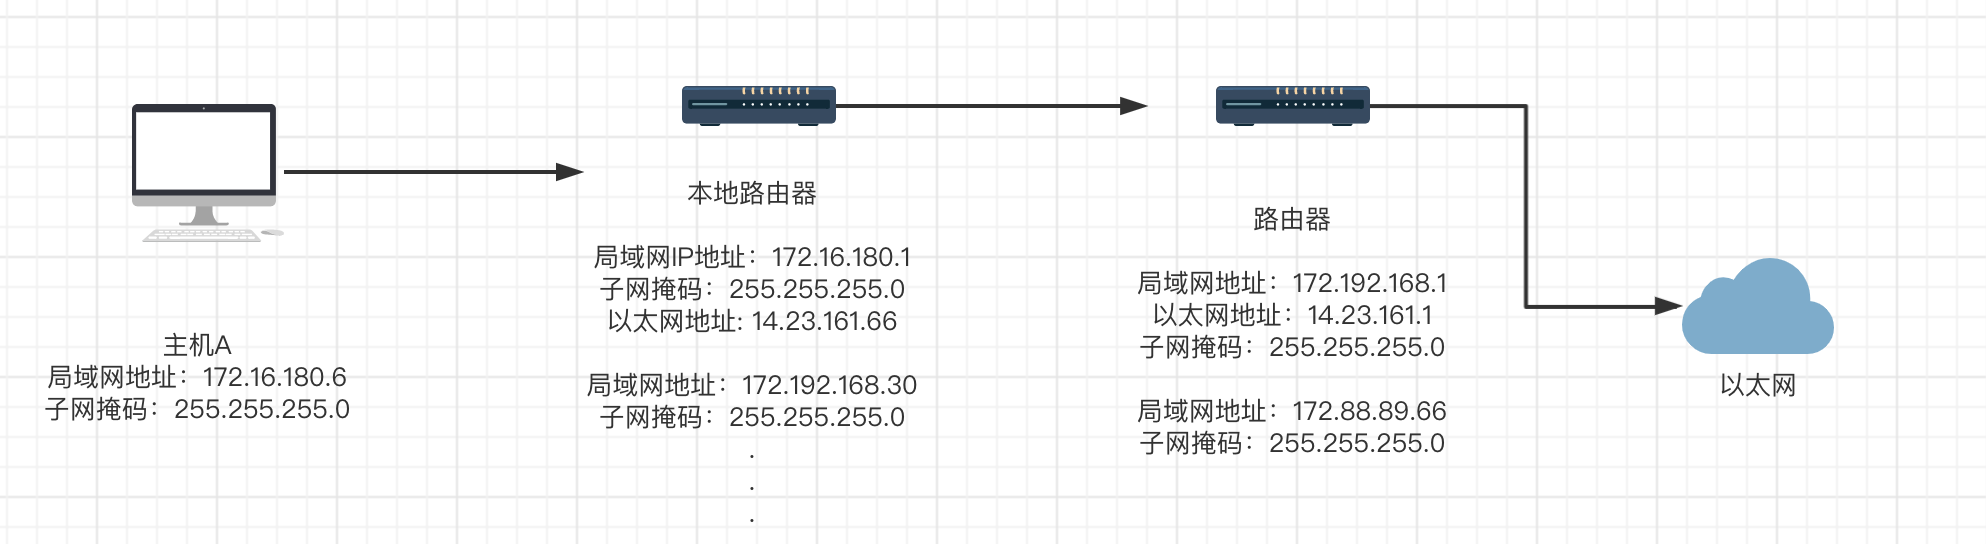 主机A
局域网地址：172.16.180.6
子网掩码：255.255.255.0
本地路由器
局域网IP地址：172.16.180.1
子网掩码：255.255.255.0
以太网地址: 14.23.161.66
局域网地址：172.192.168.30
子网掩码：255.255.255.0
.
.
.
路由器
局域网地址：172.192.168.1
以太网地址：14.23.161.1
子网掩码：255.255.255.0
局域网地址：172.88.89.66
子网掩码：255.255.255.0
以太网